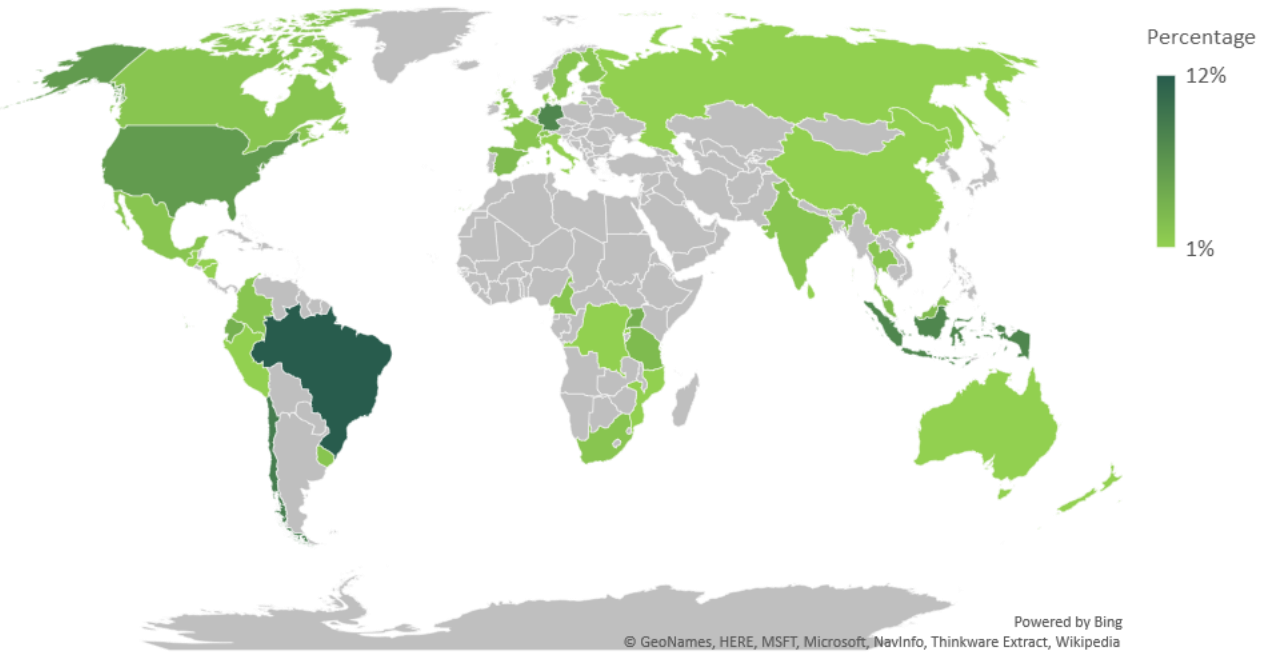 Percentage
12%
1%
Powered by Bing
© GeoNames, HERE, MSFT, Microsoft, NavInfo, Thinkware Extract, Wikipedia